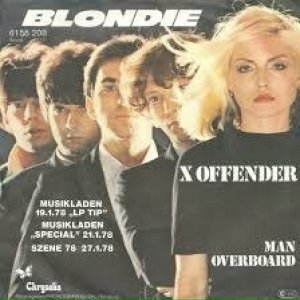 BLONDIE
6158 208
X OFFENDER
MUSIKLADEN
19.1.78 „LP TIP”
MUSIKLADEN
„SPECIAL” 21.1.78
SZENE 78 27.1.78
MAN
OVERBOARD
Chrysalis